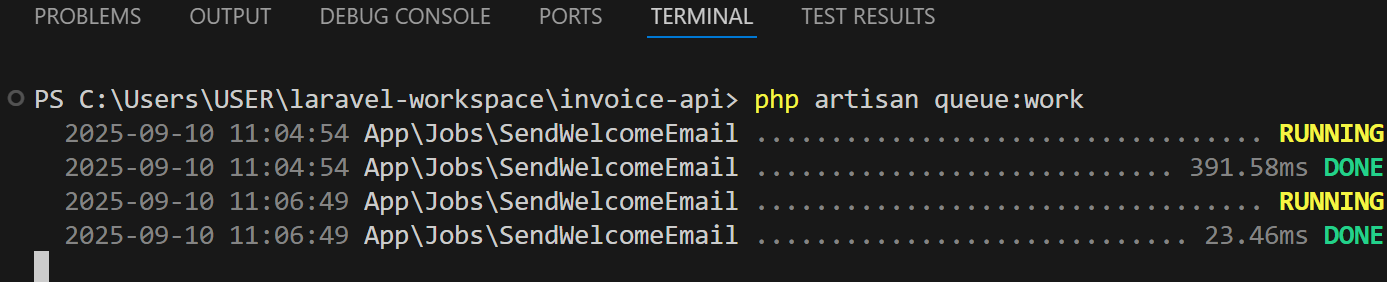 PROBLEMS OUTPUT DEBUG CONSOLE PORTS TERMINAL TEST RESULTS
PS C:\Users\USER\laravel-workspace\invoice-api> php artisan queue:work
2025-09-10 11:04:54 App\Jobs\SendWelcomeEmail .................................. RUNNING
2025-09-10 11:04:54 App\Jobs\SendWelcomeEmail ............................ 391.58ms DONE
2025-09-10 11:06:49 App\Jobs\SendWelcomeEmail .................................. RUNNING
2025-09-10 11:06:49 App\Jobs\SendWelcomeEmail ............................. 23.46ms DONE